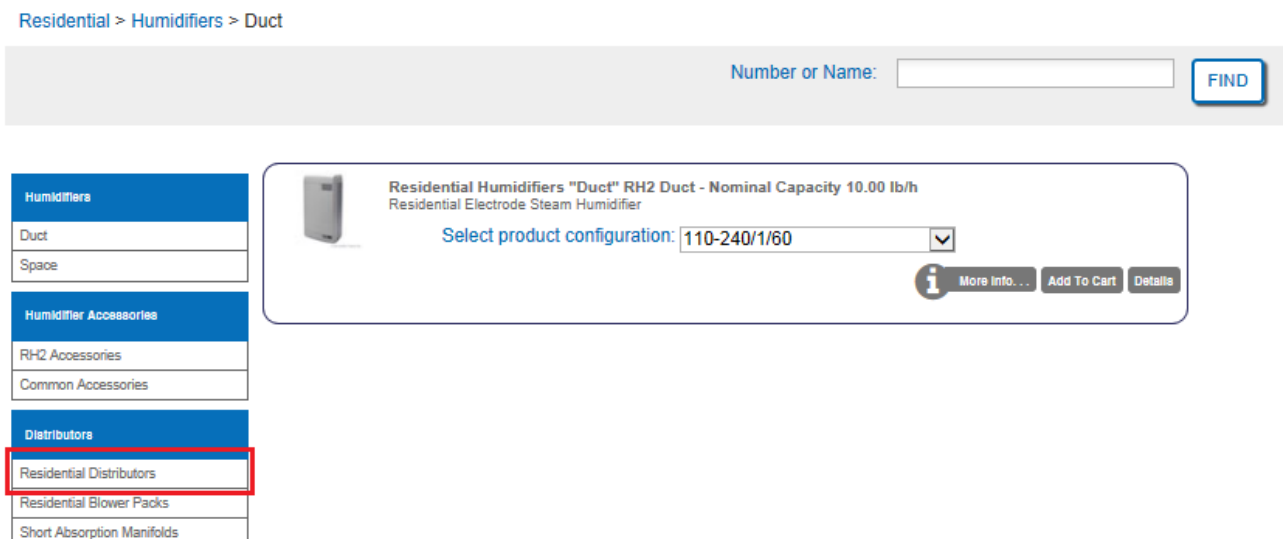 Residential > Humidifiers > Duct
Number or Name:
FIND
Humidifiers
Duct
Space
Humidifier Accessories
RH2 Accessories
Common Accessories
Distributors
Residential Distributors
Residential Blower Packs
Short Absorption Manifolds
Residential Humidifiers "Duct" RH2 Duct - Nominal Capacity 10.00 lb/h
Residential Electrode Steam Humidifier
Select product configuration: 110-240/1/60
i More Info. . . Add To Cart Details